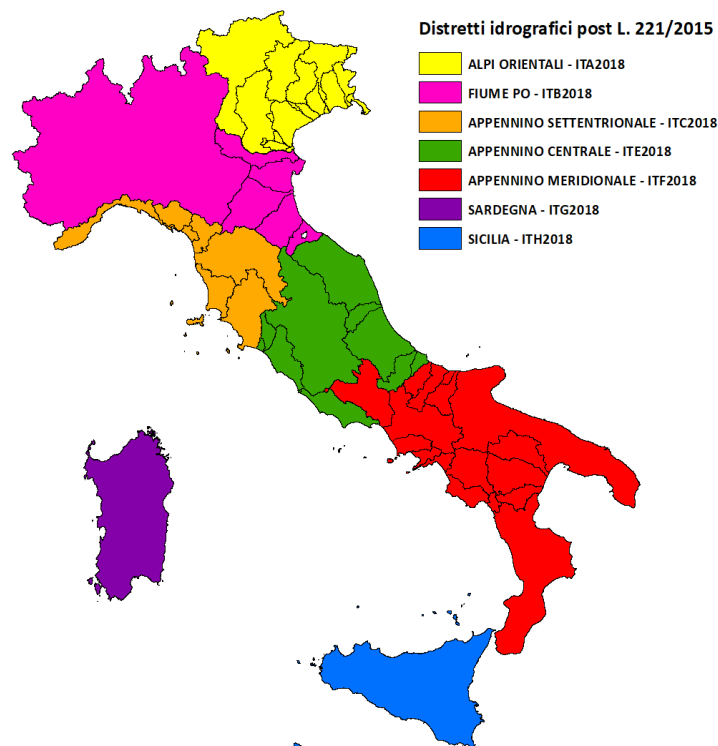 Distretti idrografici post L. 221/2015
ALPI ORIENTALI - ITA2018
FIUME PO - ITB2018
APPENNINO SETTENTRIONALE - ITC2018
APPENNINO CENTRALE - ITE2018
APPENNINO MERIDIONALE - ITF2018
SARDEGNA - ITG2018
SICILIA - ITH2018